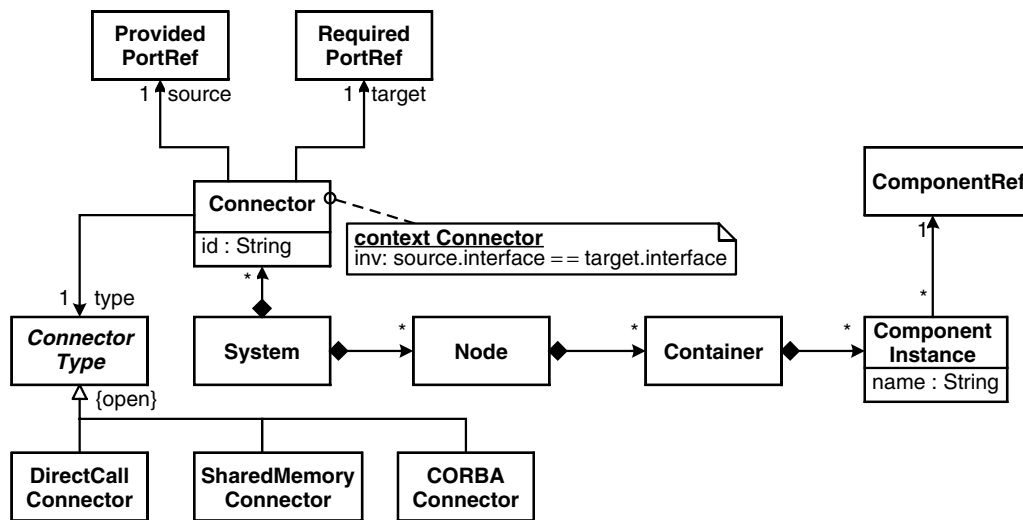 Provided
PortRef
Required
PortRef
1 source
1 target
Connector
id : String
ComponentRef
context Connector
inv: source.interface == target.interface
1
*
1 type
*
*
*
*
Connector
Type
System
Node
Container
Component
Instance
name : String
{open}
DirectCall
Connector
SharedMemory
Connector
CORBA
Connector